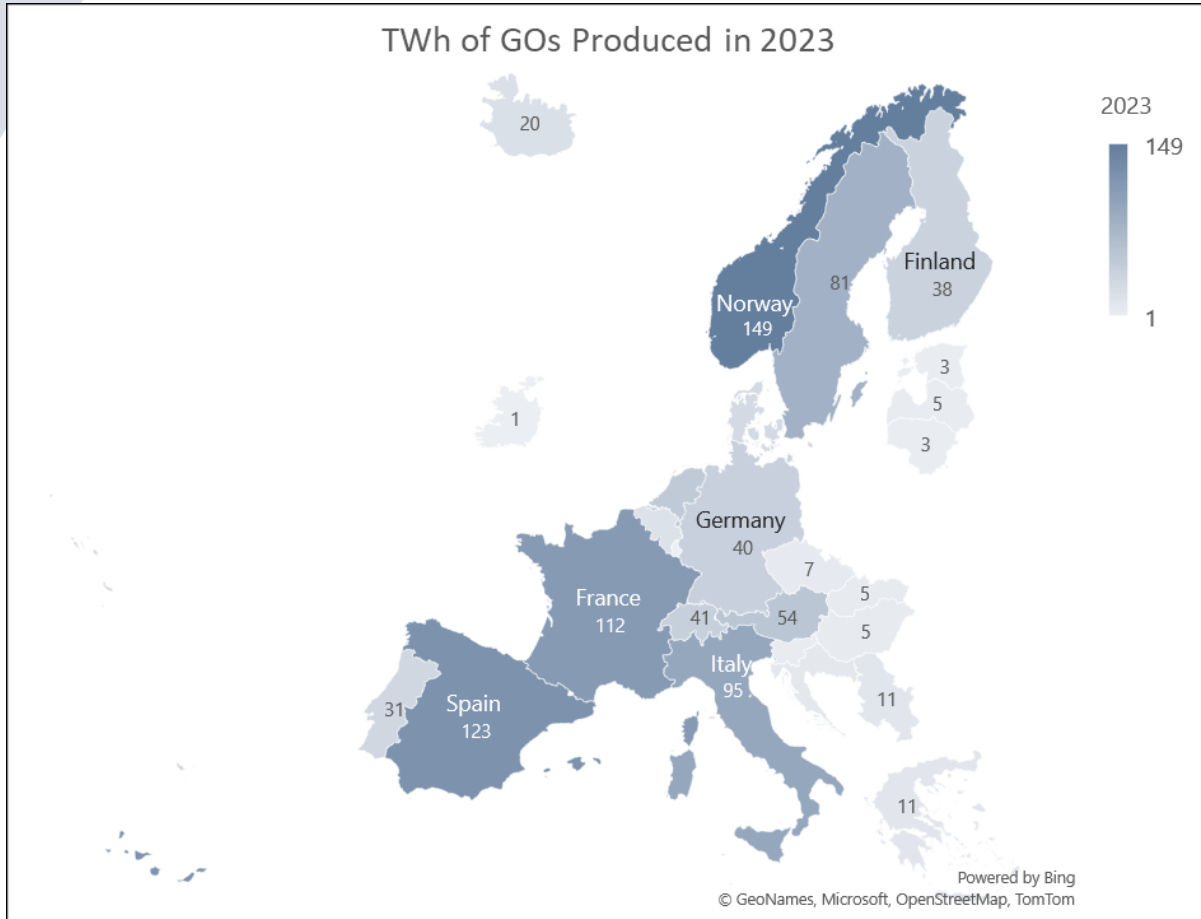 TWh of GOs Produced in 2023
2023
149
1
20
Norway
149
81
Finland
38
3
5
3
1
Germany
40
7
5
5
France
112
41
54
Italy
95
11
Spain
123
31
11
Powered by Bing
© GeoNames, Microsoft, OpenStreetMap, TomTom